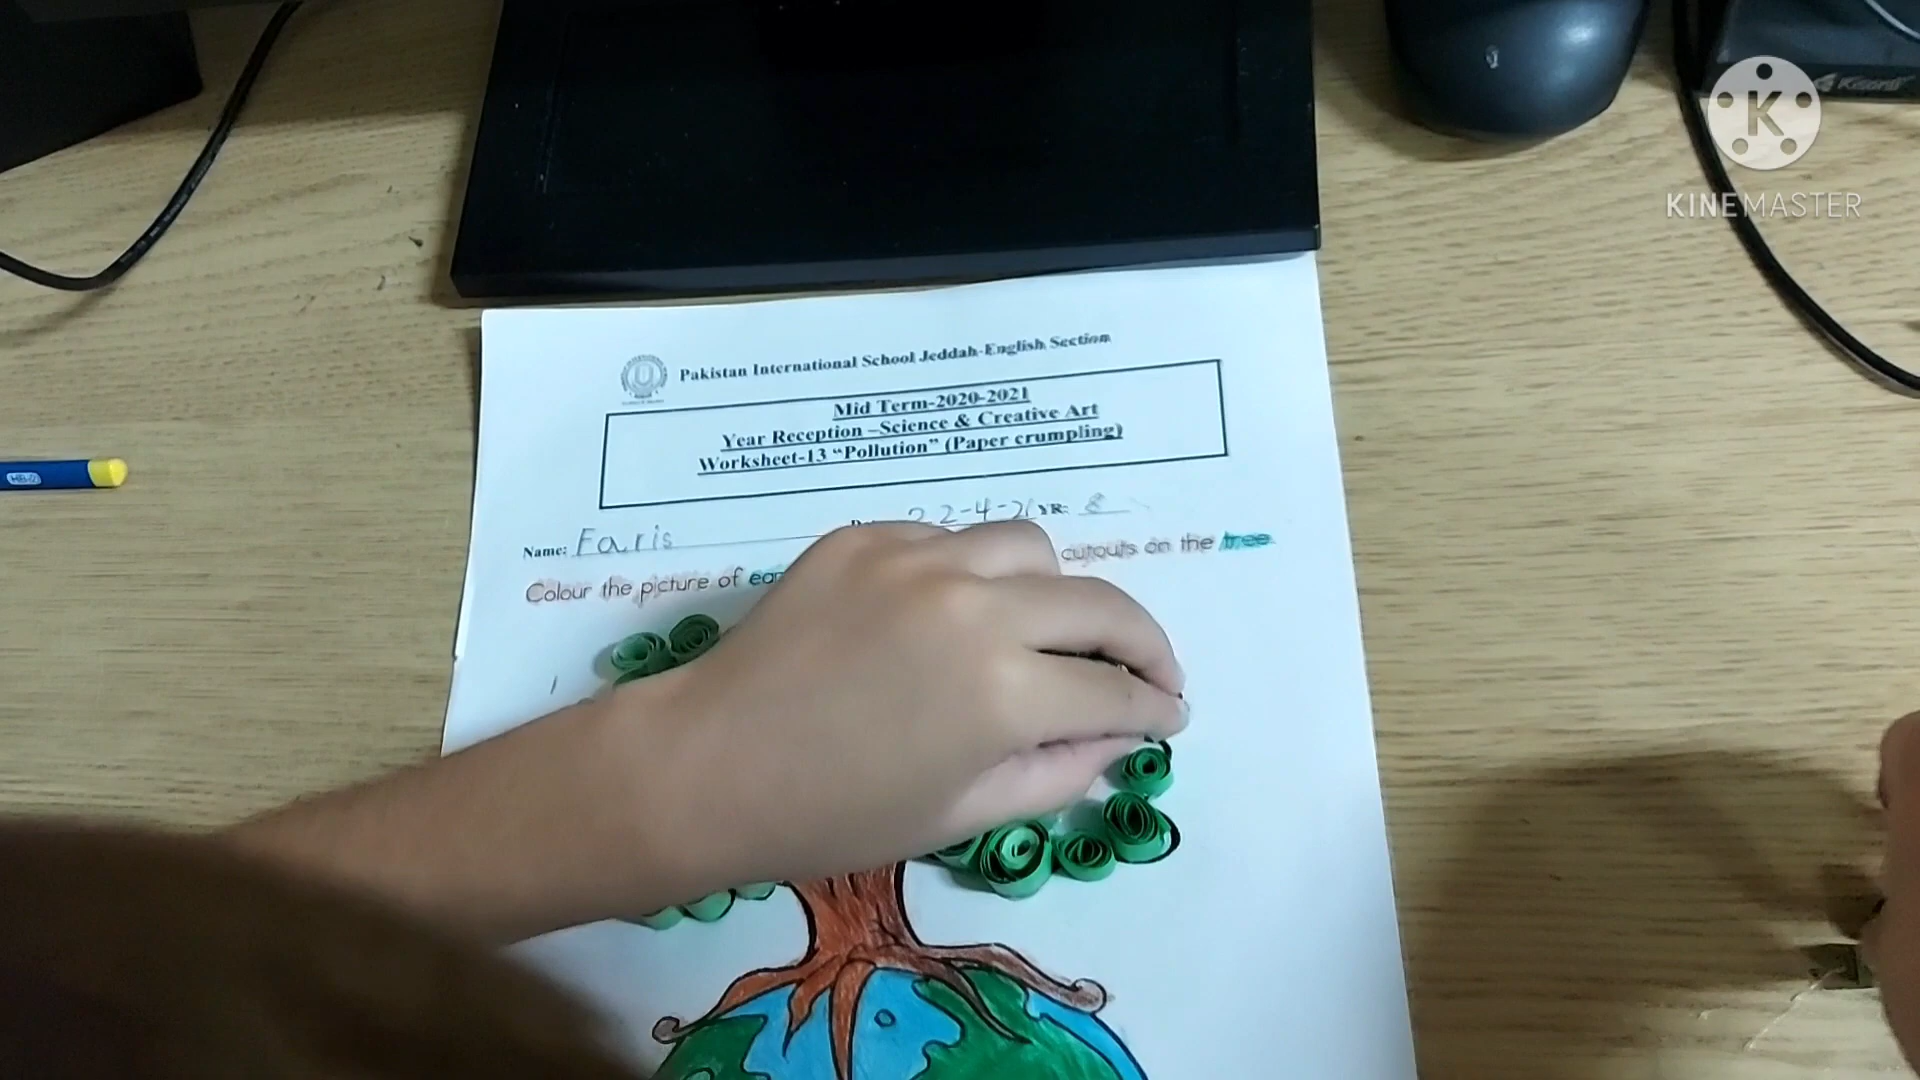 KINEMASTER
Pakistan International School Jeddah-English Section
Mid Term-2020-2021
Year Reception –Science & Creative Art
Worksheet-13 “Pollution” (Paper crumpling)
Name: Faris 22-4-21 YR:
Colour the picture of cutouts on the tree.
HB